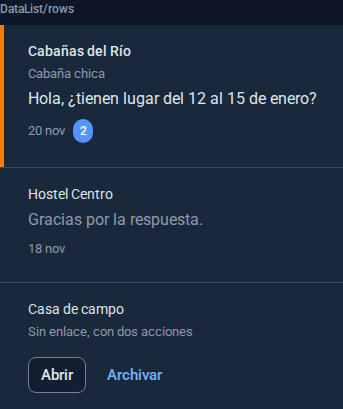 DataList/rows
Cabañas del Río
Cabaña chica
Hola, ¿tienen lugar del 12 al 15 de enero?
20 nov 2
Hostel Centro
Gracias por la respuesta.
18 nov
Casa de campo
Sin enlace, con dos acciones
Abrir Archivar